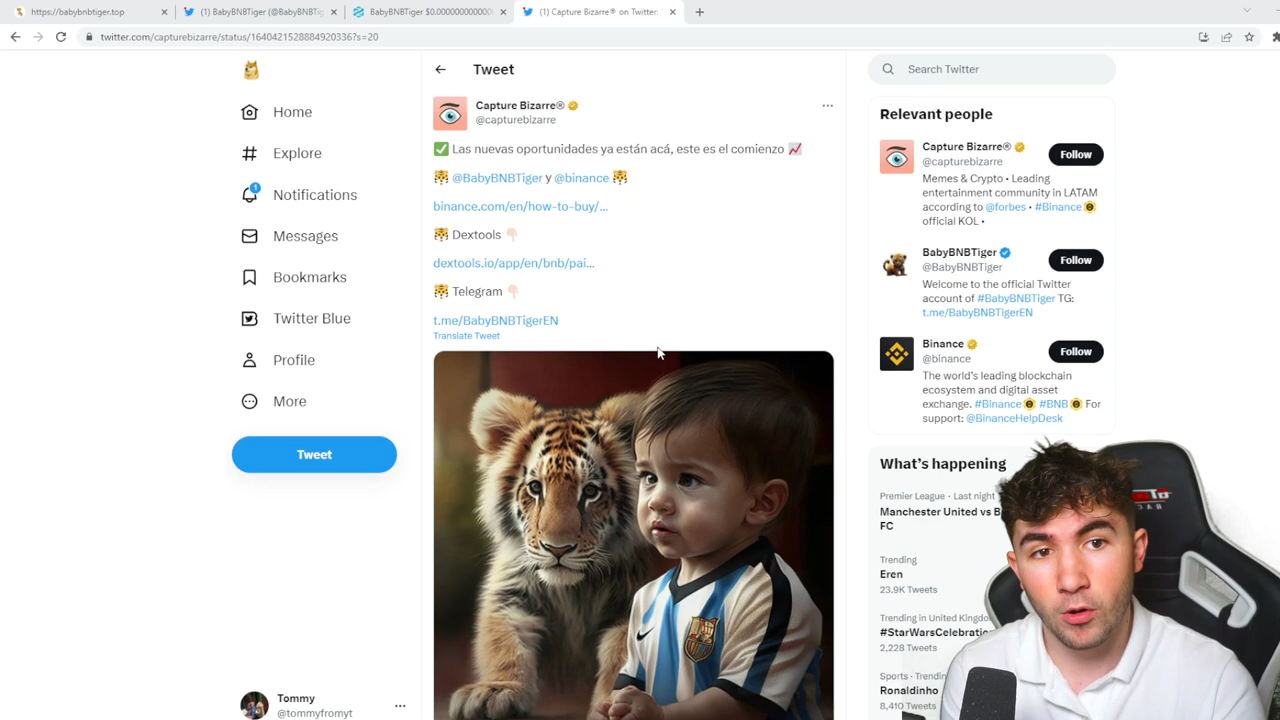 https://babybnbtiger.top
(1) BabyBNBTiger (@BabyBNBTig
BabyBNBTiger $0.0000000000000
(1) Capture Bizarre® on Twitter:
twitter.com/capturebizarre/status/1640421528884920336?s=20
Home
Explore
1
Notifications
Messages
Bookmarks
Twitter Blue
Profile
More
Tweet
Tommy
@tommyfromyt
Tweet
Capture Bizarre®
@capturebizarre
✅ Las nuevas oportunidades ya están acá, este es el comienzo 📈
🐯 @BabyBNBTiger y @binance 🐯
binance.com/en/how-to-buy/...
🐯 Dextools 👇🏻
dextools.io/app/en/bnb/pai...
🐯 Telegram 👇🏻
t.me/BabyBNBTigerEN
Translate Tweet
Search Twitter
Relevant people
Capture Bizarre®
@capturebizarre
Follow
Memes & Crypto • Leading
entertainment community in LATAM
according to @forbes • #Binance
official KOL •
BabyBNBTiger
@BabyBNBTiger
Follow
Welcome to the official Twitter
account of #BabyBNBTiger TG:
t.me/BabyBNBTigerEN
Binance
@binance
Follow
The world's leading blockchain
ecosystem and digital asset
exchange. #Binance #BNB For
support: @BinanceHelpDesk
What's happening
Premier League · Last night
Manchester United vs B
FC
Trending
Eren
23.9K Tweets
Trending in United Kingdo
#StarWarsCelebratio
2,228 Tweets
Sports · Trending
Ronaldinho
8,410 Tweets